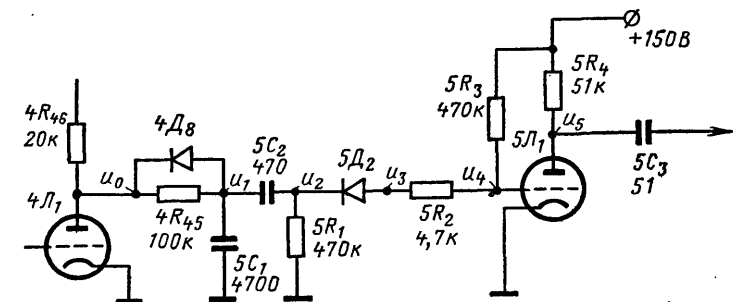 +150В
5R₄
51к
5R₃
470к
4R₄₆
20к
4Д₈
5C₂
470
5Д₂
5Л₁
u₅
u₀
u₁
u₂
u₃
u₄
5C₃
51
4Л₁
4R₄₅
100к
5R₁
470к
5R₂
4,7к
5C₁
4700